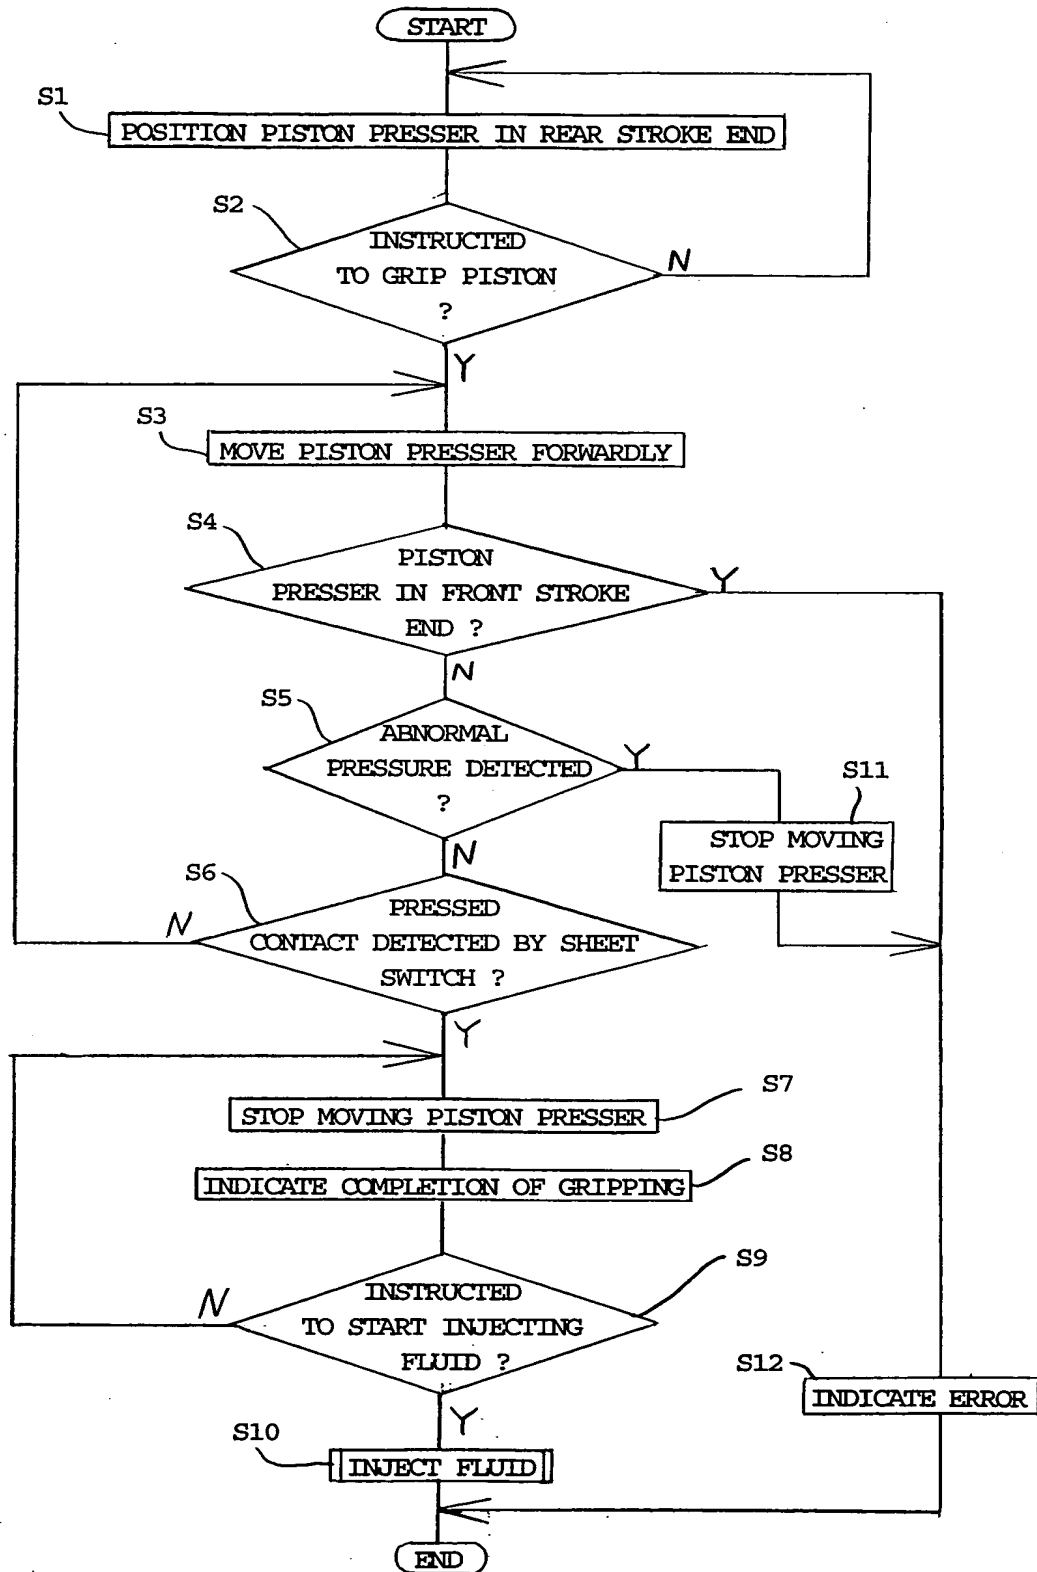 START
S1
POSITION PISTON PRESSER IN REAR STROKE END
S2
INSTRUCTED
TO GRIP PISTON
?
N
Y
S3
MOVE PISTON PRESSER FORWARDLY
S4
PISTON
PRESSER IN FRONT STROKE
END ?
Y
N
S5
ABNORMAL
PRESSURE DETECTED
?
Y
S11
STOP MOVING
PISTON PRESSER
N
S6
PRESSED
CONTACT DETECTED BY SHEET
SWITCH ?
N
Y
S7
STOP MOVING PISTON PRESSER
S8
INDICATE COMPLETION OF GRIPPING
S9
INSTRUCTED
TO START INJECTING
FLUID ?
N
S12
INDICATE ERROR
Y
S10
INJECT FLUID
END